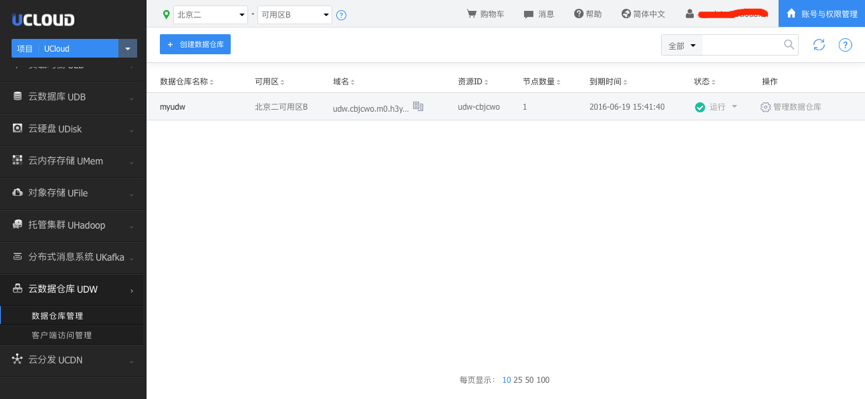 UCLOUD
项目 UCloud
云数据库 UDB
云硬盘 UDisk
云内存存储 UMem
对象存储 UFile
托管集群 UHadoop
分布式消息系统 UKafka
云数据仓库 UDW
数据仓库管理
客户端访问管理
云分发 UCDN
北京二 - 可用区B ? 购物车 消息 帮助 简体中文 账号与权限管理
+ 创建数据仓库 全部 ?
数据仓库名称 可用区 域名 资源ID 节点数量 到期时间 状态 操作
myudw 北京二可用区B udw.cbjcwo.m0.h3y... udw-cbjcwo 1 2016-06-19 15:41:40 运行 管理数据仓库
每页显示: 10 25 50 100